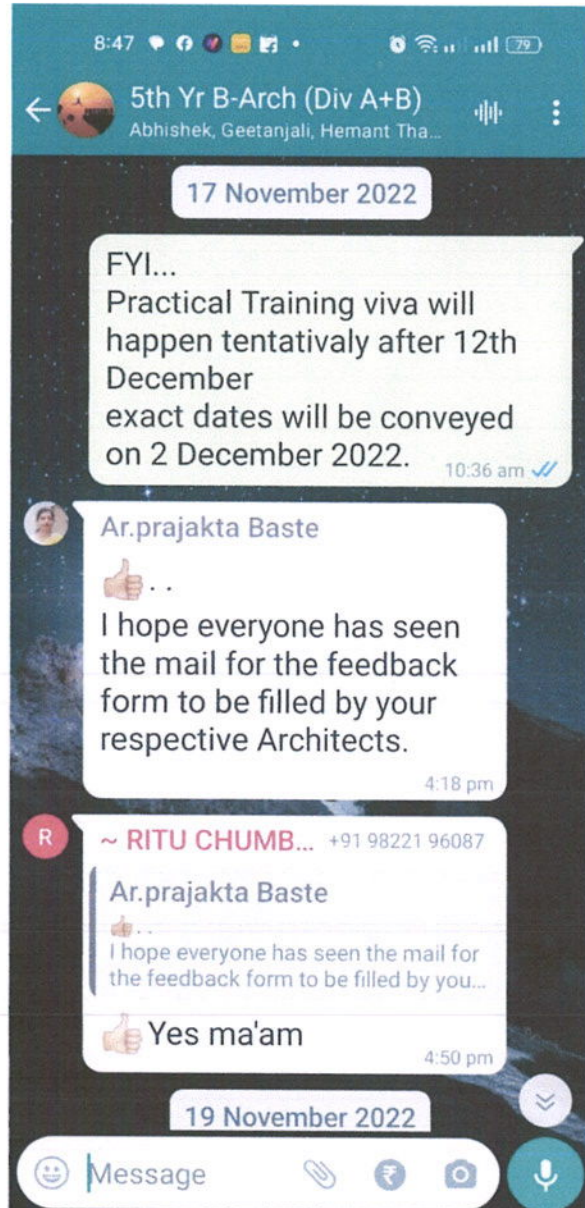 8:47
79
5th Yr B-Arch (Div A+B)
Abhishek, Geetanjali, Hemant Tha...
17 November 2022
FYI...
Practical Training viva will
happen tentativaly after 12th
December
exact dates will be conveyed
on 2 December 2022.
10:36 am
Ar.prajakta Baste
👍🏻. .
I hope everyone has seen
the mail for the feedback
form to be filled by your
respective Architects.
4:18 pm
R
~ RITU CHUMB... +91 98221 96087
Ar.prajakta Baste
👍🏻. .
I hope everyone has seen the mail for
the feedback form to be filled by you...
👍🏻 Yes ma'am
4:50 pm
19 November 2022
Message
₹